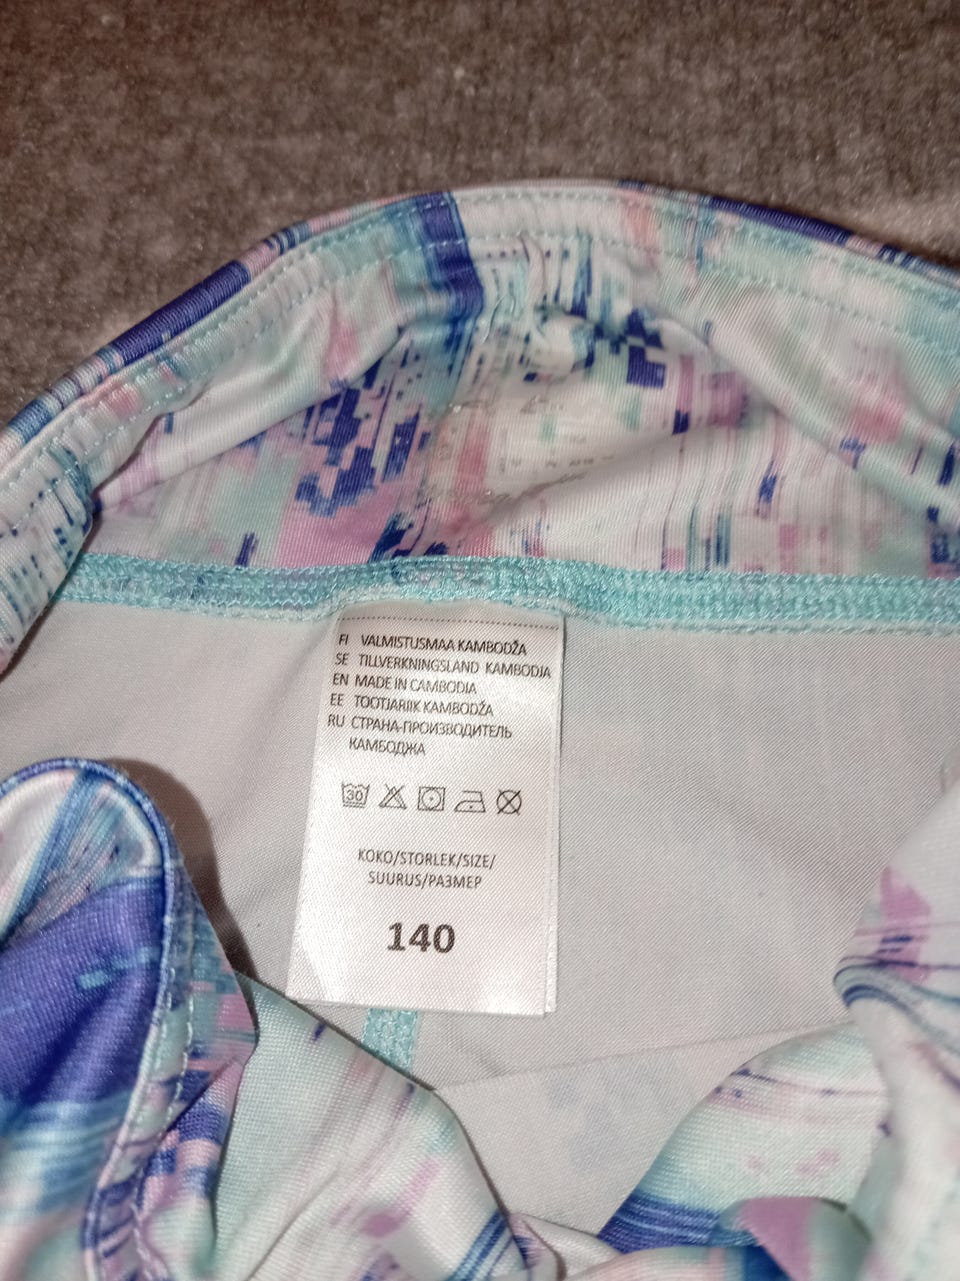 FI VALMISTUSMAA KAMBODŽA
SE TILLVERKNINGSLAND KAMBODJA
EN MADE IN CAMBODIA
EE TOOTJARIIK KAMBODŽA
RU СТРАНА-ПРОИЗВОДИТЕЛЬ
КАМБОДЖА
30
KOKO/STORLEK/SIZE/
SUURUS/РАЗМЕР
140